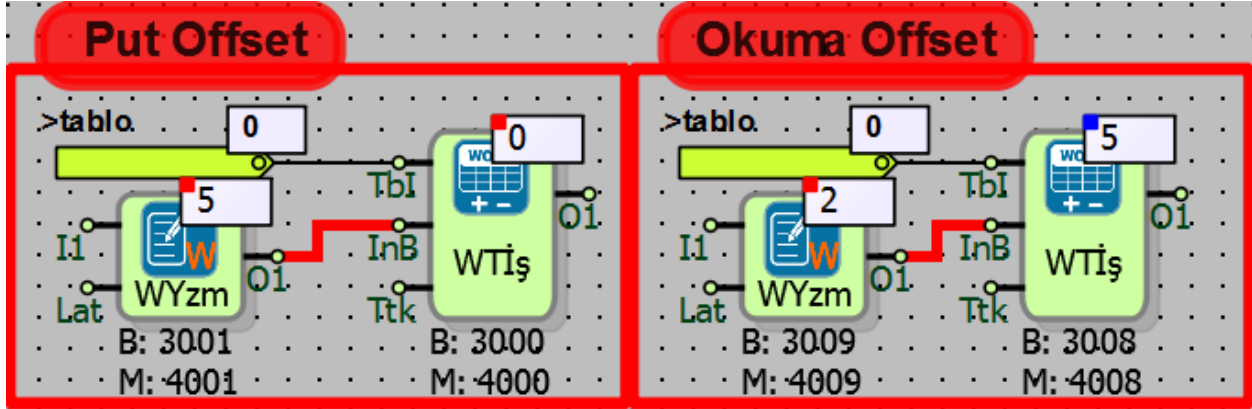 Put Offset
>tablo
0
0
5
TbI
InB
Ttk
O1
WTİş
I1
Lat
W
O1
WYzm
B: 3001
M: 4001
B: 3000
M: 4000
Okuma Offset
>tablo
0
5
2
TbI
InB
Ttk
O1
WTİş
I1
Lat
W
O1
WYzm
B: 3009
M: 4009
B: 3008
M: 4008